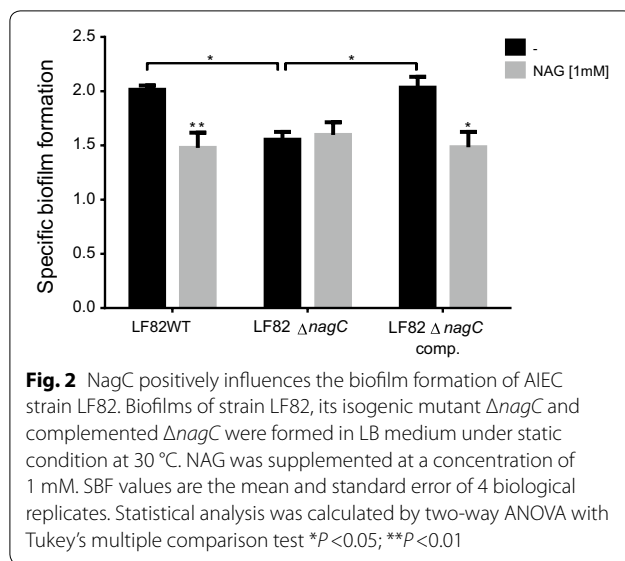 -
NAG [1mM]
Specific biofilm formation
2.5
2.0
1.5
1.0
0.5
0.0
*
*
**
*
LF82WT
LF82 ΔnagC
LF82 ΔnagC
comp.
Fig. 2 NagC positively influences the biofilm formation of AIEC
strain LF82. Biofilms of strain LF82, its isogenic mutant ΔnagC and
complemented ΔnagC were formed in LB medium under static
condition at 30 °C. NAG was supplemented at a concentration of
1 mM. SBF values are the mean and standard error of 4 biological
replicates. Statistical analysis was calculated by two-way ANOVA with
Tukey's multiple comparison test *P < 0.05; **P < 0.01